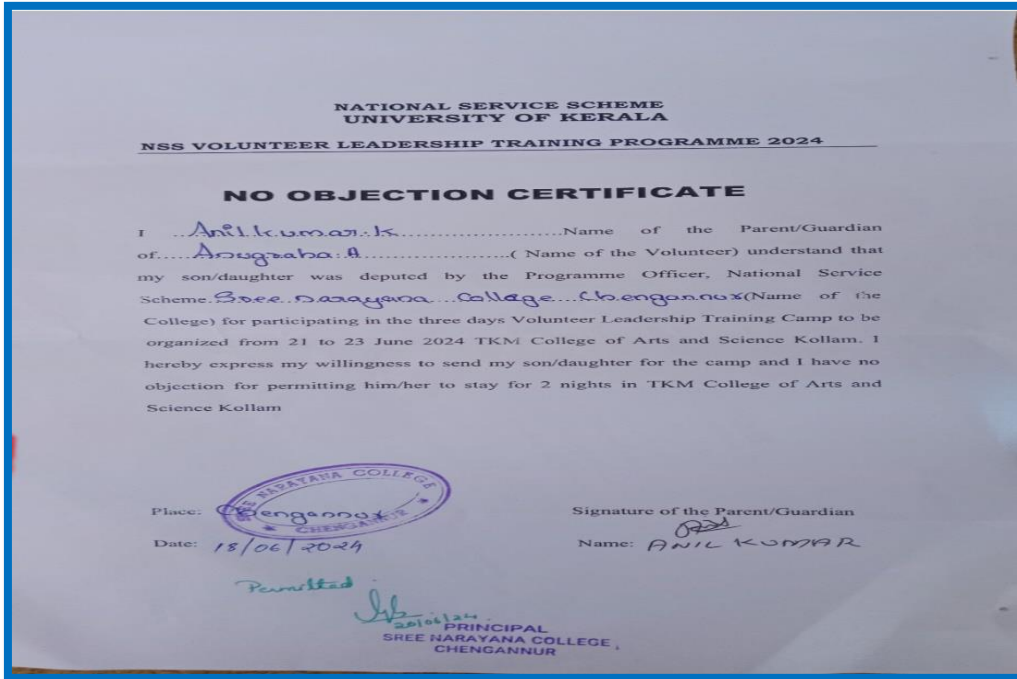 NATIONAL SERVICE SCHEME
UNIVERSITY OF KERALA
NSS VOLUNTEER LEADERSHIP TRAINING PROGRAMME 2024
NO OBJECTION CERTIFICATE
I ...Anil.kumar.k........................Name of the Parent/Guardian
of.....Anugraha.A......................( Name of the Volunteer) understand that
my son/daughter was deputed by the Programme Officer, National Service
Scheme.Sree.Narayana...College...Chengannur(Name of the
College) for participating in the three days Volunteer Leadership Training Camp to be
organized from 21 to 23 June 2024 TKM College of Arts and Science Kollam. I
hereby express my willingness to send my son/daughter for the camp and I have no
objection for permitting him/her to stay for 2 nights in TKM College of Arts and
Science Kollam
SREE NARAYANA COLLEGE
CHENGANNUR
Place: Chengannur
Date: 18/06/2024
Signature of the Parent/Guardian
Name: ANIL KUMAR
Permitted
20/06/24
PRINCIPAL
SREE NARAYANA COLLEGE,
CHENGANNUR